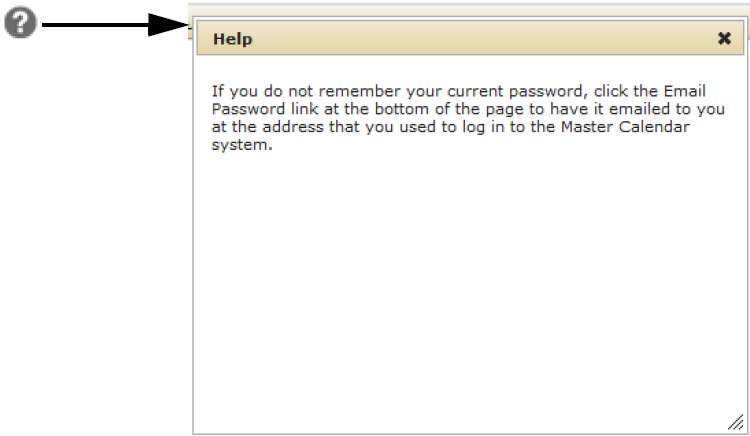 ?
Help
If you do not remember your current password, click the Email
Password link at the bottom of the page to have it emailed to you
at the address that you used to log in to the Master Calendar
system.